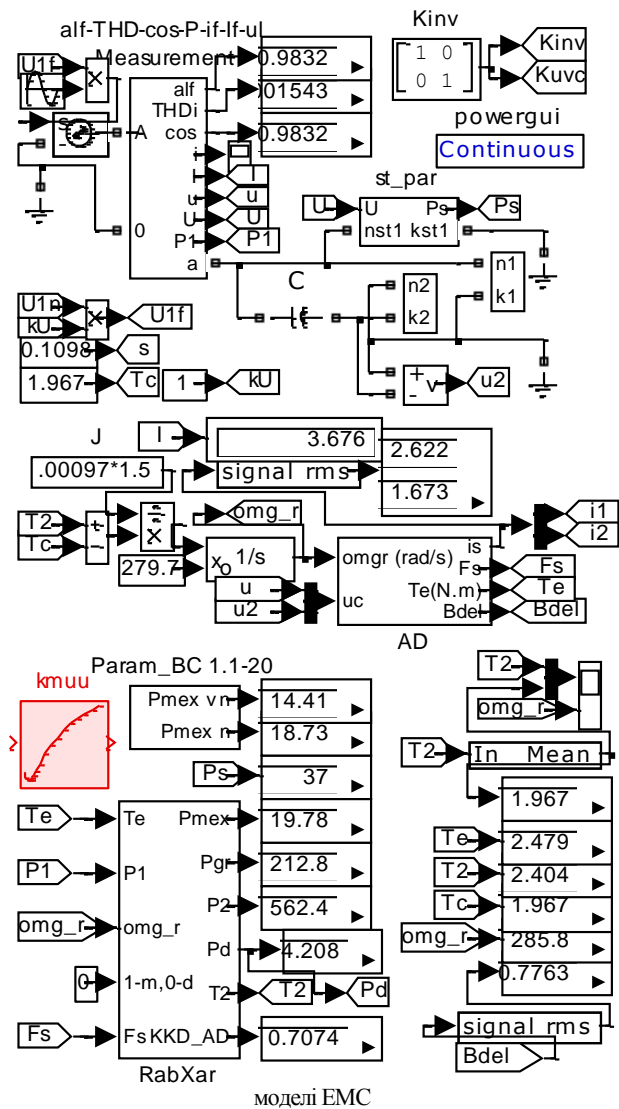 alf-THD-cos-P-if-If-ul
Measurement
Kinv
U1f
alf
THDi
cos
i
I
u
U
P1
a
A
0
s
0.9832
01543
0.9832
I
u
U
P1
1 0
0 1
Kinv
Kuvc
powergui
Continuous
st_par
U
U
Ps
nst1 kst1
Ps
n1
k1
C
n2
k2
+
-
v
u2
U1n
kU
U1f
0.1098
s
1.967
Tc
1
kU
J
I
3.676
.00097*1.5
signal rms
2.622
1.673
omg_r
T2
Tc
279.7
xo 1/s
u
u2
omgr (rad/s)
uc
is
Fs
Te(N.m)
Bde
AD
i1
i2
Fs
Te
Bdel
Param_BC 1.1-20
kmuu
Pmex vn
Pmex n
14.41
18.73
Ps
37
Te
P1
omg_r
0
Fs
Te
P1
omg_r
1-m,0-d
Fs KKD_AD
Pmex
Pgr
P2
Pd
T2
19.78
212.8
562.4
4.208
T2
Pd
0.7074
RabXar
T2
omg_r
T2
In Mean
1.967
Te
2.479
T2
2.404
Tc
1.967
omg_r
285.8
0.7763
signal rms
Bdel
моделі ЕМС